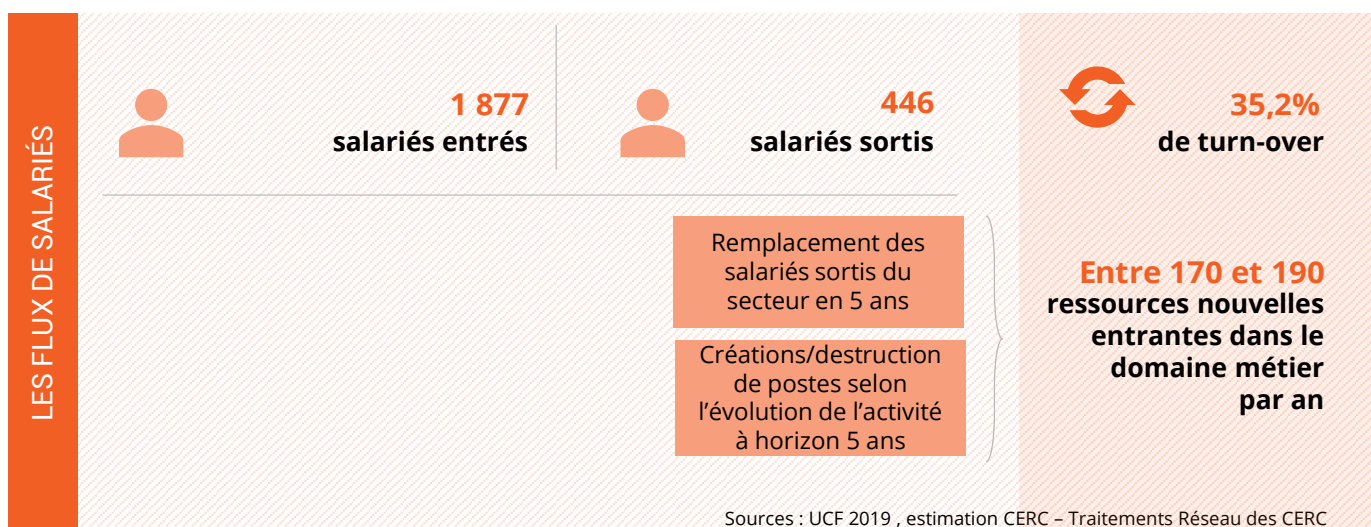 LES FLUX DE SALARIÉS
1 877
salariés entrés
446
salariés sortis
35,2%
de turn-over
Remplacement des
salariés sortis du
secteur en 5 ans
Créations/destruction
de postes selon
l’évolution de l’activité
à horizon 5 ans
Entre 170 et 190
ressources nouvelles
entrantes dans le
domaine métier
par an
Sources : UCF 2019 , estimation CERC – Traitements Réseau des CERC